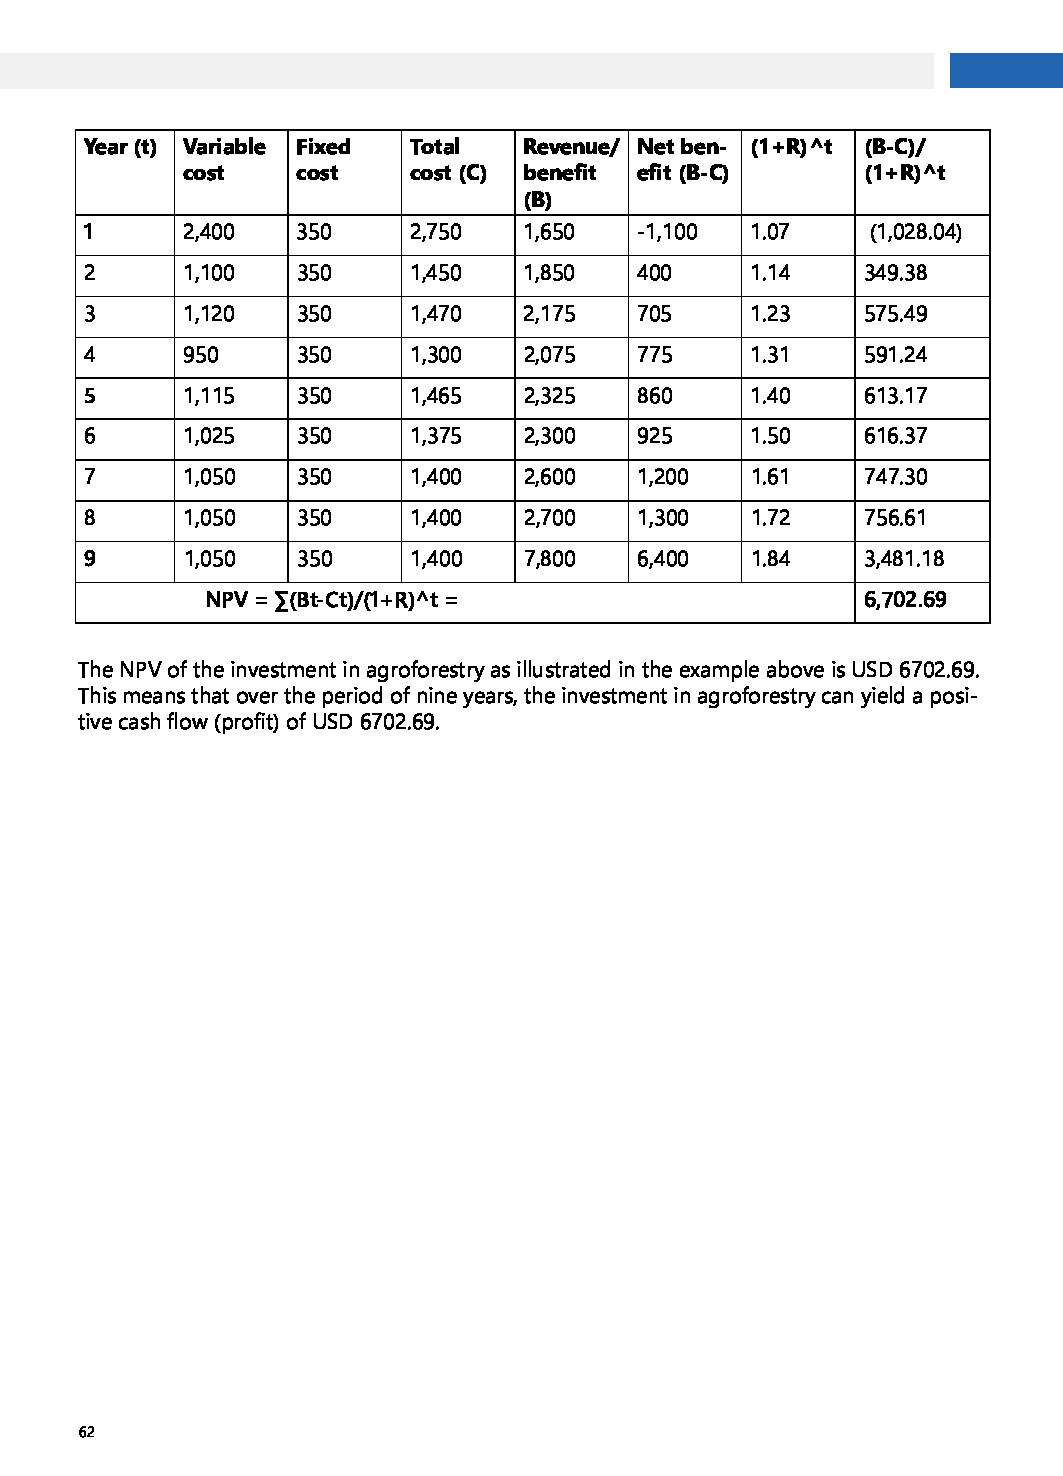 Year (t) Variable cost Fixed cost Total cost (C) Revenue/ benefit (B) Net ben- efit (B-C) (1+R)^t (B-C)/ (1+R)^t
1 2,400 350 2,750 1,650 -1,100 1.07 (1,028.04)
2 1,100 350 1,450 1,850 400 1.14 349.38
3 1,120 350 1,470 2,175 705 1.23 575.49
4 950 350 1,300 2,075 775 1.31 591.24
5 1,115 350 1,465 2,325 860 1.40 613.17
6 1,025 350 1,375 2,300 925 1.50 616.37
7 1,050 350 1,400 2,600 1,200 1.61 747.30
8 1,050 350 1,400 2,700 1,300 1.72 756.61
9 1,050 350 1,400 7,800 6,400 1.84 3,481.18
NPV = ∑(Bt-Ct)/(1+R)^t = 6,702.69
The NPV of the investment in agroforestry as illustrated in the example above is USD 6702.69.
This means that over the period of nine years, the investment in agroforestry can yield a posi-
tive cash flow (profit) of USD 6702.69.
62